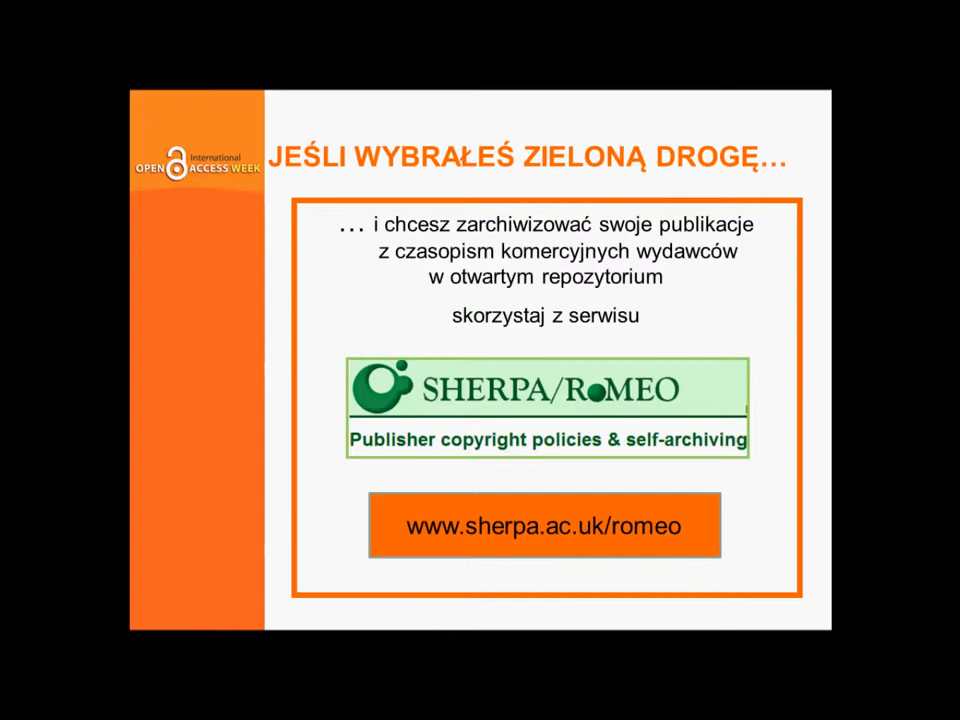 International
OPEN ACCESS WEEK
JEŚLI WYBRAŁEŚ ZIELONĄ DROGĘ…
… i chcesz zarchiwizować swoje publikacje
z czasopism komercyjnych wydawców
w otwartym repozytorium
skorzystaj z serwisu
SHERPA/RoMEO
Publisher copyright policies & self-archiving
www.sherpa.ac.uk/romeo